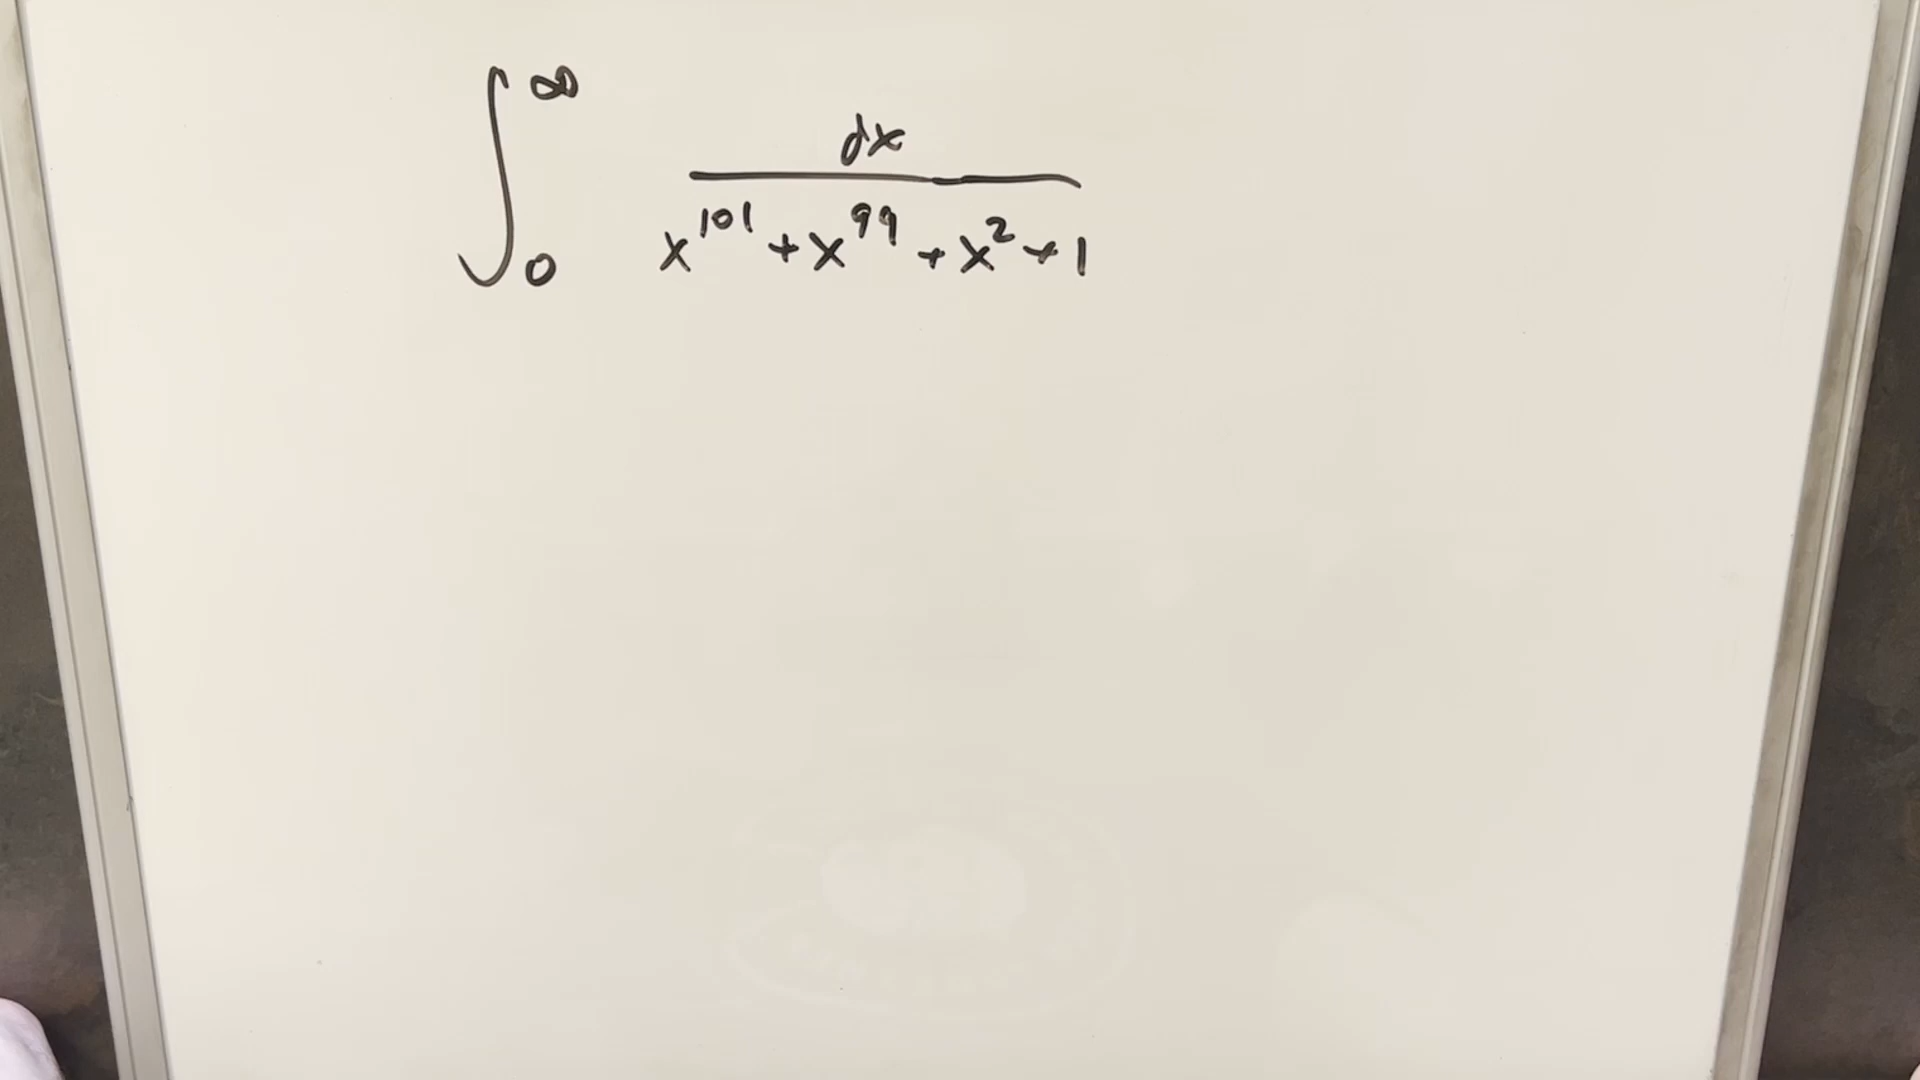 ∫₀^∞ dx / (x^101 + x^99 + x^2 + 1)